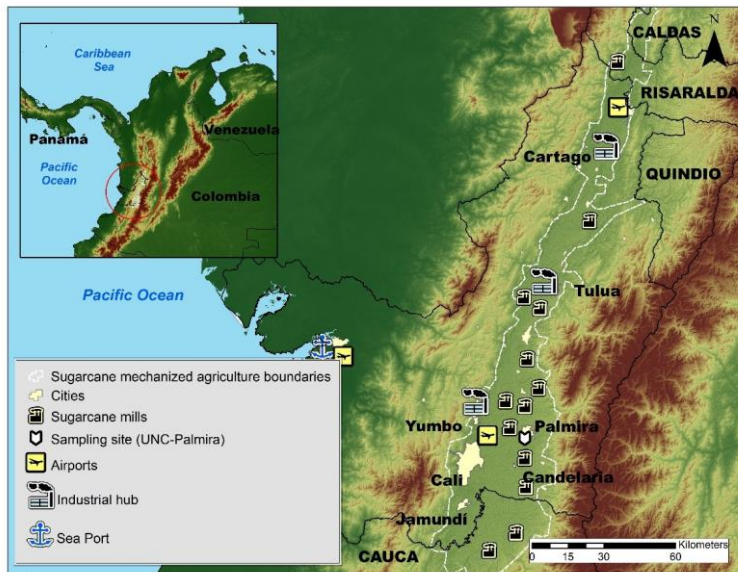 Caribbean
Sea
Panamá
Venezuela
Pacific
Ocean
Colombia
N
CALDAS
RISARALDA
Cartago
QUINDIO
Pacific Ocean
Tulua
Yumbo
Palmira
Cali
Candelaria
Jamundí
CAUCA
Sugarcane mechanized agriculture boundaries
Cities
Sugarcane mills
Sampling site (UNC-Palmira)
Airports
Industrial hub
Sea Port
Kilometers
0 15 30 60